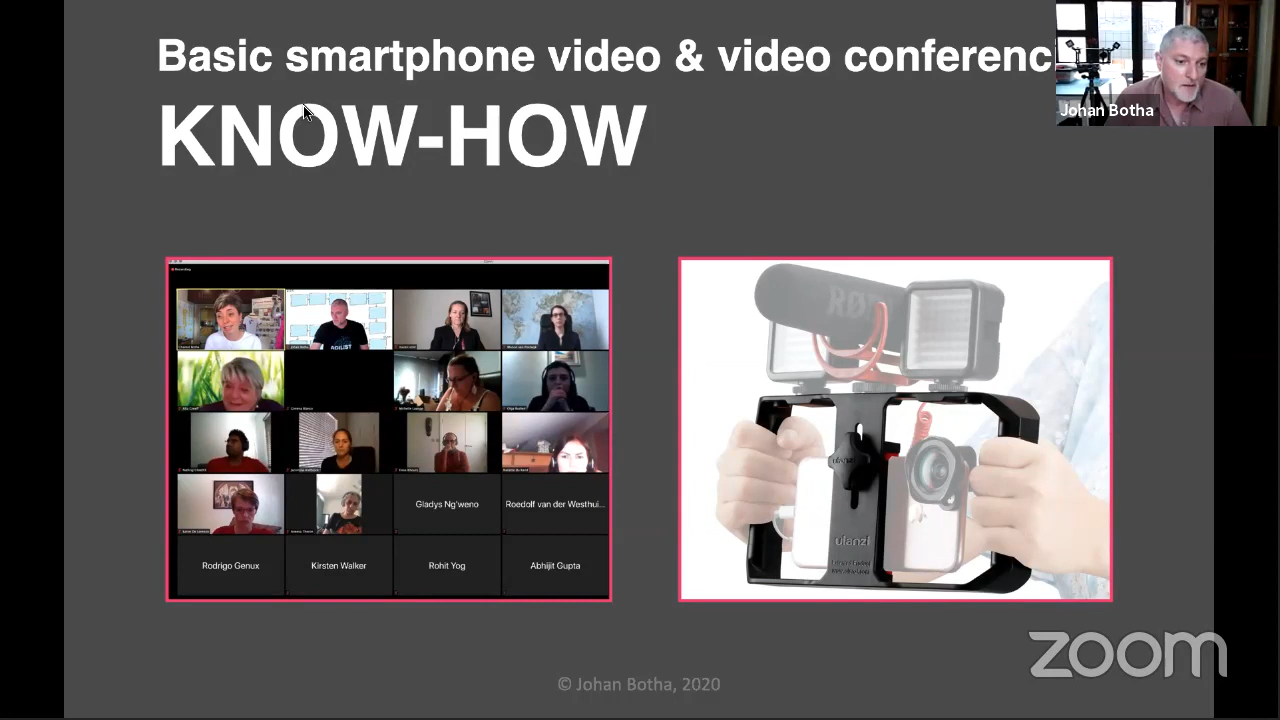 Basic smartphone video & video conferenc
KNOW-HOW
Johan Botha
RØD
Gladys Ng'weno
Roedolf van der Westhui...
Rodrigo Genux
Kirsten Walker
Rohit Yog
Abhijit Gupta
ulanzi
zoom
© Johan Botha, 2020